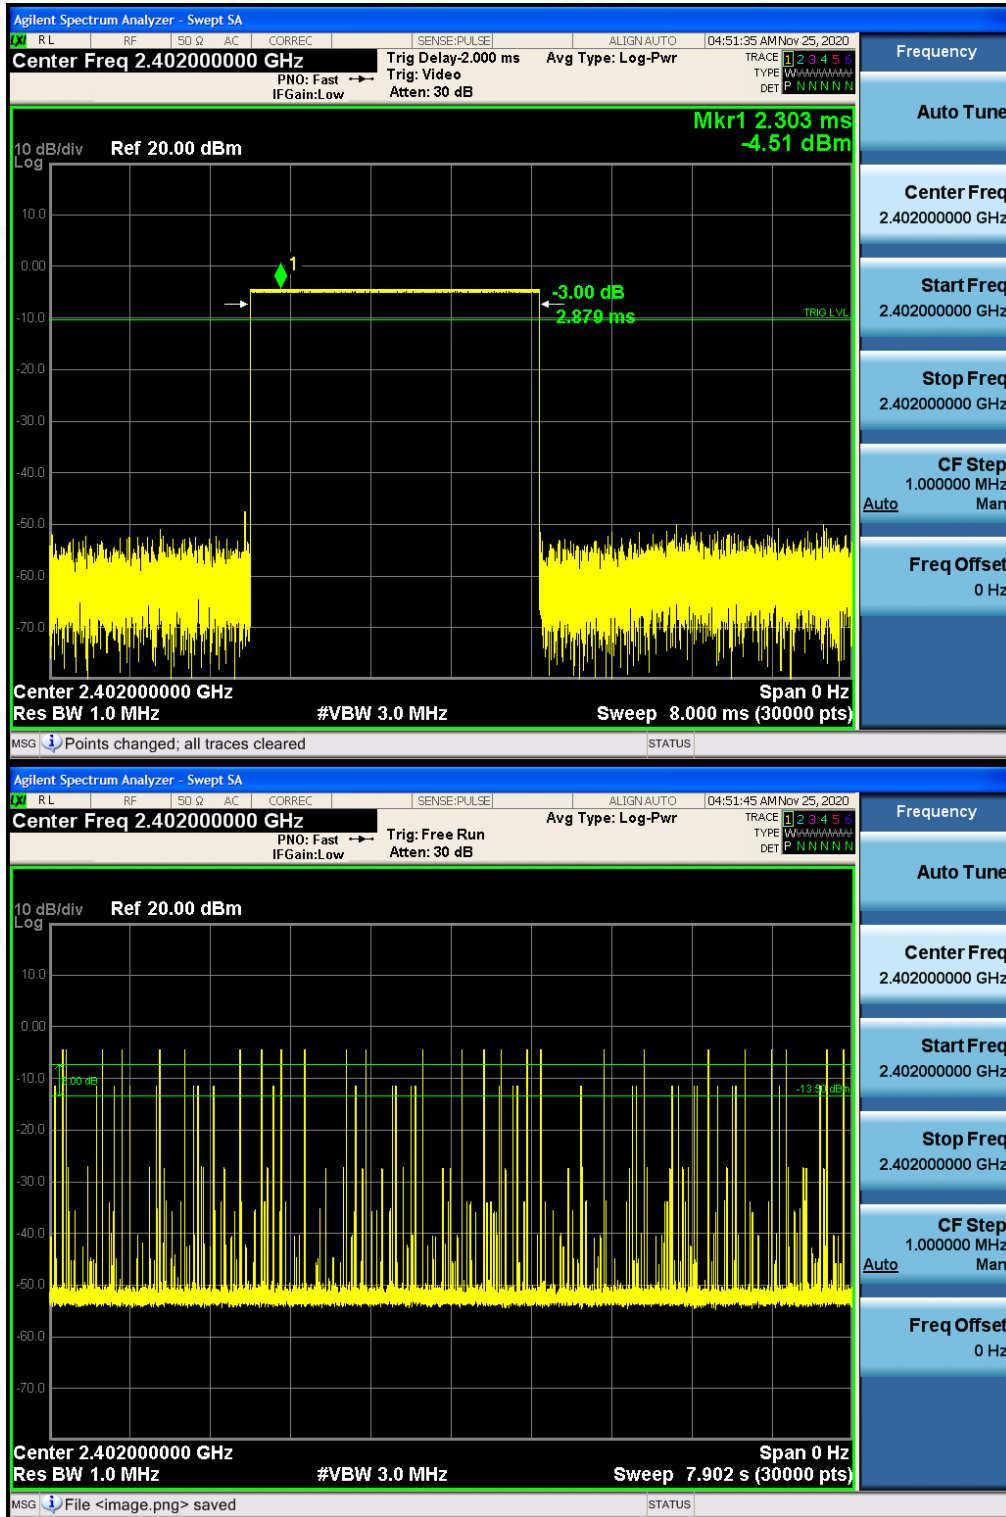 Agilent Spectrum Analyzer - Swept SA
LXI RL RF 50 Ω AC CORREC SENSE:PULSE ALIGN AUTO 04:51:35 AM Nov 25, 2020
Center Freq 2.402000000 GHz
PNO: Fast
IFGain:Low
Trig Delay-2.000 ms
Trig: Video
Atten: 30 dB
Avg Type: Log-Pwr
TRACE 1 2 3 4 5 6
TYPE W
DET P N N N N N
Mkr1 2.303 ms
-4.51 dBm
10 dB/div Ref 20.00 dBm
Log
10.0
0.00
-10.0
-20.0
-30.0
-40.0
-50.0
-60.0
-70.0
1
-3.00 dB
2.879 ms
TRIG LVL
Center 2.402000000 GHz Span 0 Hz
Res BW 1.0 MHz #VBW 3.0 MHz Sweep 8.000 ms (30000 pts)
MSG Points changed; all traces cleared STATUS
Frequency
Auto Tune
Center Freq
2.402000000 GHz
Start Freq
2.402000000 GHz
Stop Freq
2.402000000 GHz
CF Step
1.000000 MHz
Auto Man
Freq Offset
0 Hz
Agilent Spectrum Analyzer - Swept SA
LXI RL RF 50 Ω AC CORREC SENSE:PULSE ALIGN AUTO 04:51:45 AM Nov 25, 2020
Center Freq 2.402000000 GHz
PNO: Fast
IFGain:Low
Trig: Free Run
Atten: 30 dB
Avg Type: Log-Pwr
TRACE 1 2 3 4 5 6
TYPE W
DET P N N N N N
10 dB/div Ref 20.00 dBm
Log
10.0
0.00
-10.0
-20.0
-30.0
-40.0
-50.0
-60.0
-70.0
Center 2.402000000 GHz Span 0 Hz
Res BW 1.0 MHz #VBW 3.0 MHz Sweep 7.902 s (30000 pts)
MSG File <image.png> saved STATUS
Frequency
Auto Tune
Center Freq
2.402000000 GHz
Start Freq
2.402000000 GHz
Stop Freq
2.402000000 GHz
CF Step
1.000000 MHz
Auto Man
Freq Offset
0 Hz